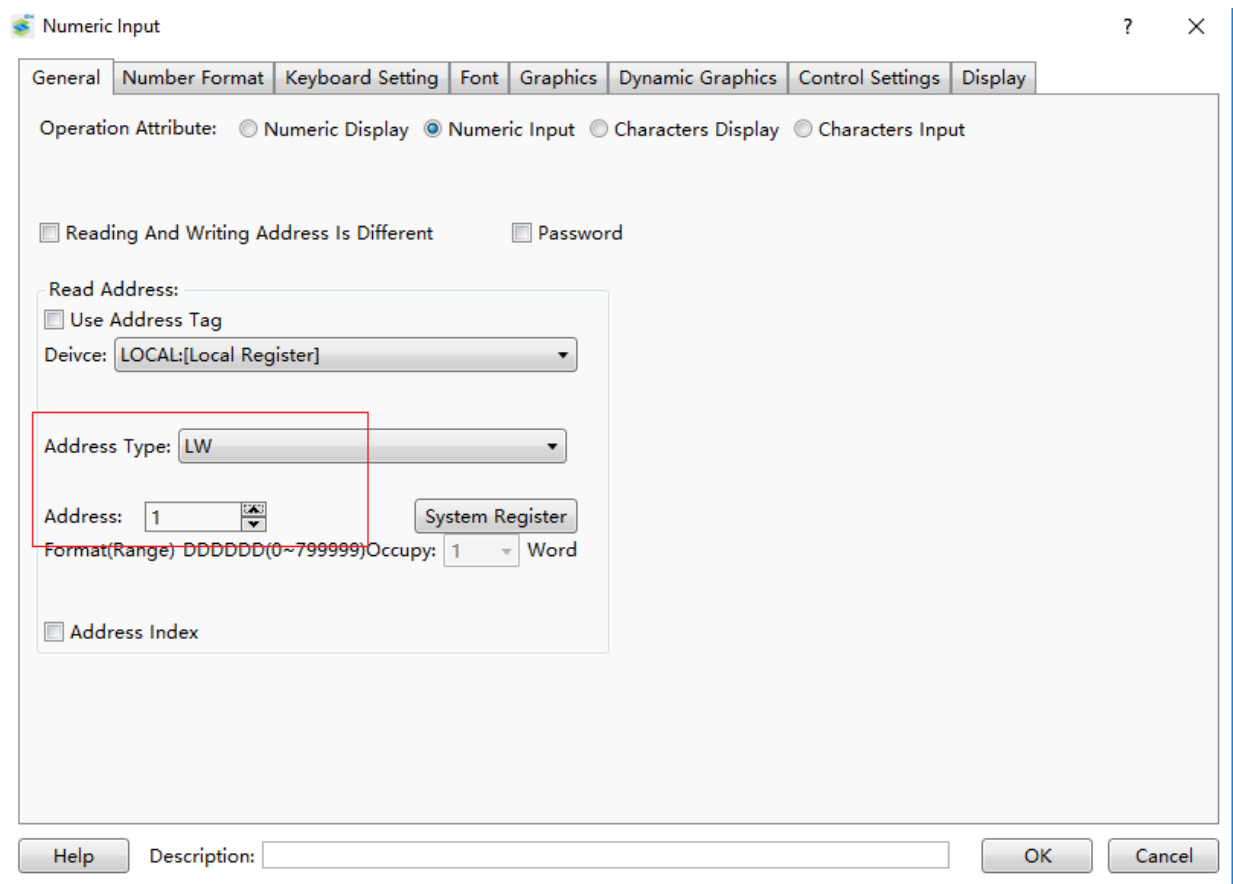 Numeric Input ?
General Number Format Keyboard Setting Font Graphics Dynamic Graphics Control Settings Display
Operation Attribute: Numeric Display Numeric Input Characters Display Characters Input
Reading And Writing Address Is Different Password
Read Address:
Use Address Tag
Deivce: LOCAL:[Local Register]
Address Type: LW
Address: 1 System Register
Format(Range) DDDDDD(0~799999)Occupy: 1 Word
Address Index
Help Description: OK Cancel